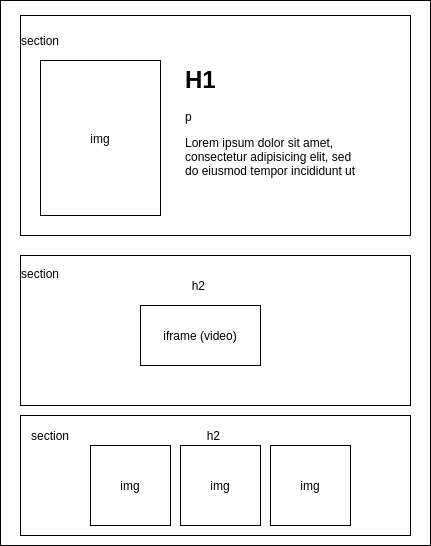 section
img
H1
p
Lorem ipsum dolor sit amet,
consectetur adipisicing elit, sed
do eiusmod tempor incididunt ut
section
h2
iframe (video)
section
h2
img
img
img